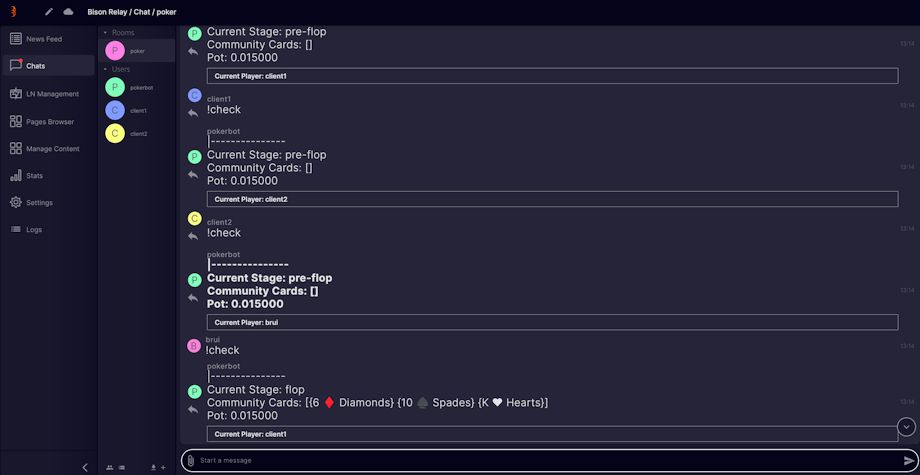 Bison Relay / Chat / poker
News Feed
Chats
LN Management
Pages Browser
Manage Content
Stats
Settings
Logs
Rooms
P poker
Users
P pokerbot
C client1
C client2
P
Current Stage: pre-flop
Community Cards: []
Pot: 0.015000
13:14
Current Player: client1
C client1
!check
13:14
pokerbot
|---------------
P
Current Stage: pre-flop
Community Cards: []
Pot: 0.015000
13:14
Current Player: client2
C client2
!check
13:14
pokerbot
|---------------
P
Current Stage: pre-flop
Community Cards: []
Pot: 0.015000
13:14
Current Player: brui
B brui
!check
13:14
pokerbot
|---------------
P
Current Stage: flop
Community Cards: [{6 ♦ Diamonds} {10 ♠ Spades} {K ♥ Hearts}]
Pot: 0.015000
13:14
Current Player: client1
Start a message